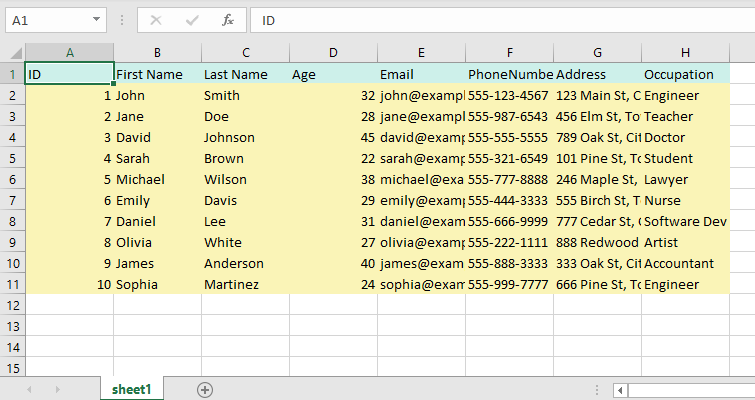 A1 fx ID
A B C D E F G H
1 ID First Name Last Name Age Email PhoneNumbe Address Occupation
2 1 John Smith 32 john@exampl 555-123-4567 123 Main St, C Engineer
3 2 Jane Doe 28 jane@examp 555-987-6543 456 Elm St, To Teacher
4 3 David Johnson 45 david@examp 555-555-5555 789 Oak St, Cit Doctor
5 4 Sarah Brown 22 sarah@examp 555-321-6549 101 Pine St, To Student
6 5 Michael Wilson 38 michael@exa 555-777-8888 246 Maple St, Lawyer
7 6 Emily Davis 29 emily@examp 555-444-3333 555 Birch St, T Nurse
8 7 Daniel Lee 31 daniel@exam 555-666-9999 777 Cedar St, Software Dev
9 8 Olivia White 27 olivia@examp 555-222-1111 888 Redwood Artist
10 9 James Anderson 40 james@exam 555-888-3333 333 Oak St, Cit Accountant
11 10 Sophia Martinez 24 sophia@exam 555-999-7777 666 Pine St, To Engineer
12
13
14
15
sheet1